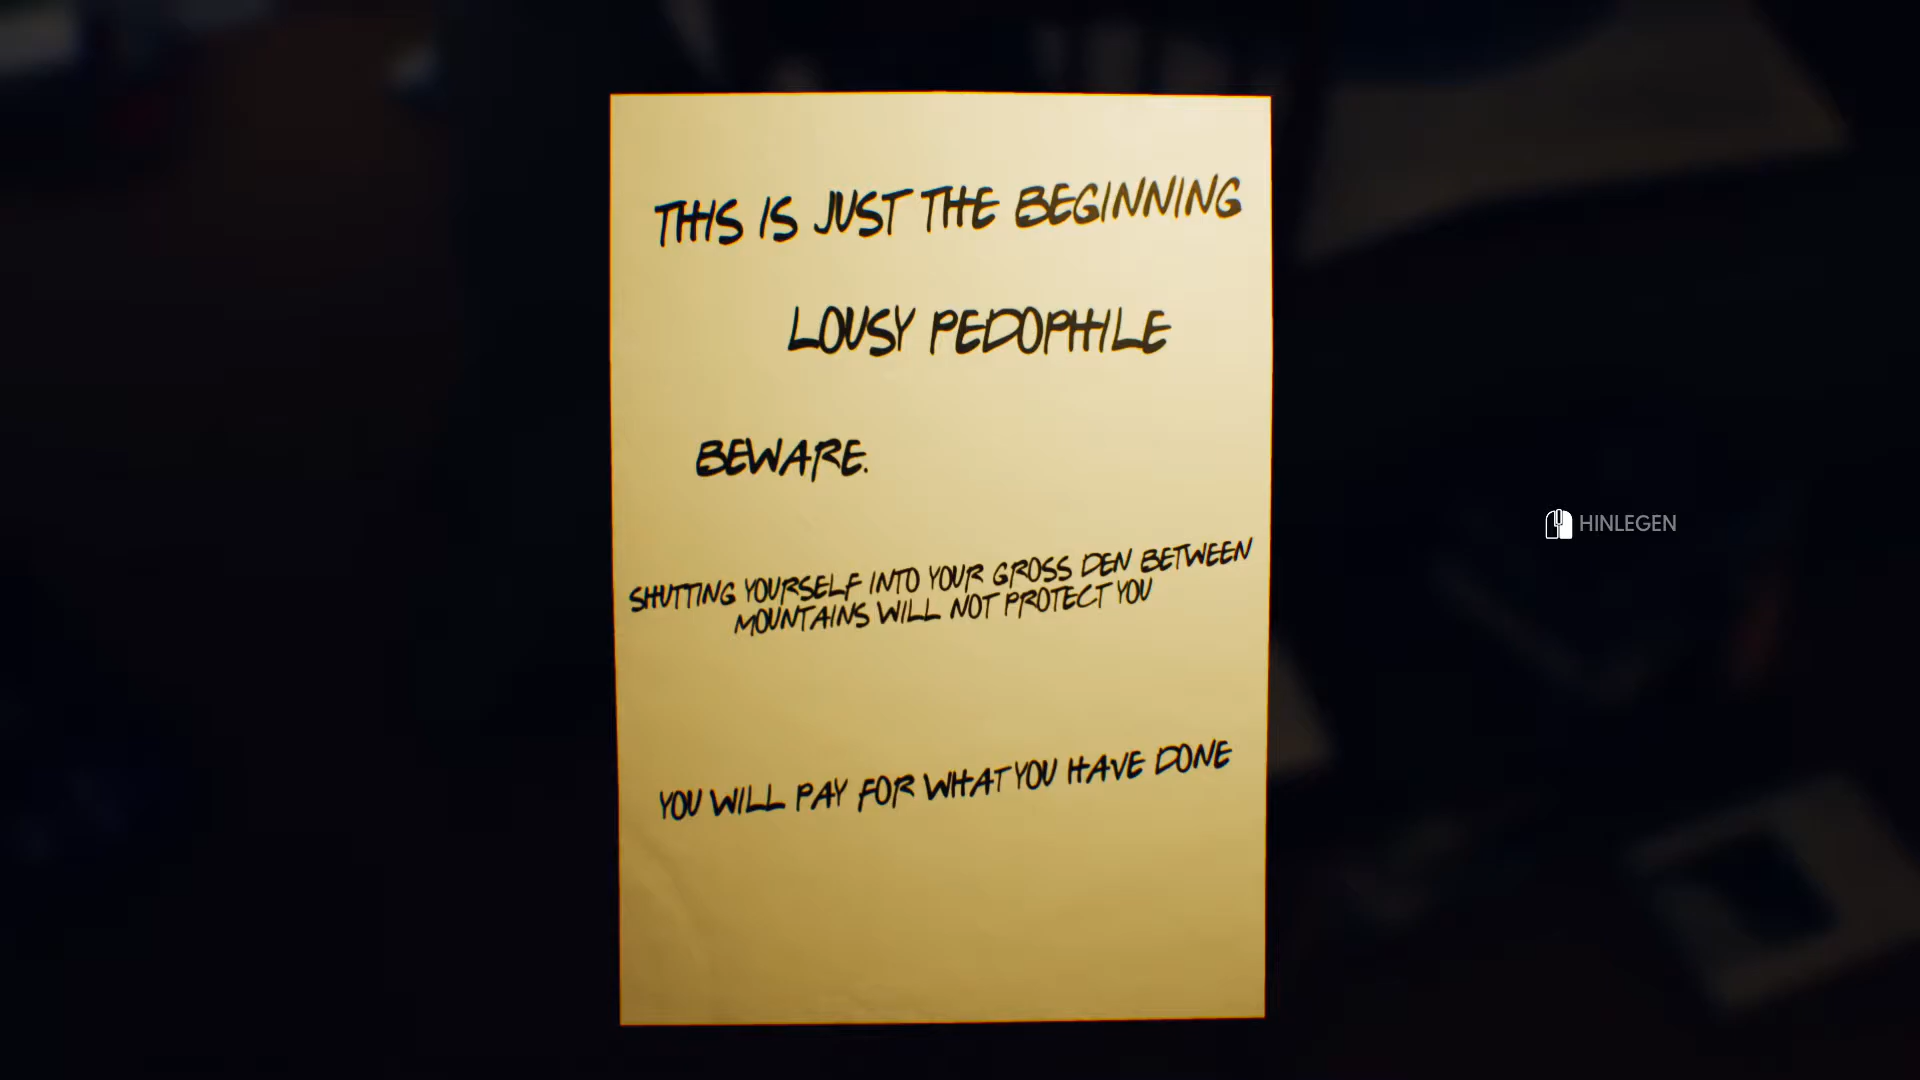 THIS IS JUST THE BEGINNING
LOUSY PEDOPHILE
BEWARE.
SHUTTING YOURSELF INTO YOUR GROSS DEN BETWEEN
MOUNTAINS WILL NOT PROTECT YOU
YOU WILL PAY FOR WHAT YOU HAVE DONE
HINLEGEN